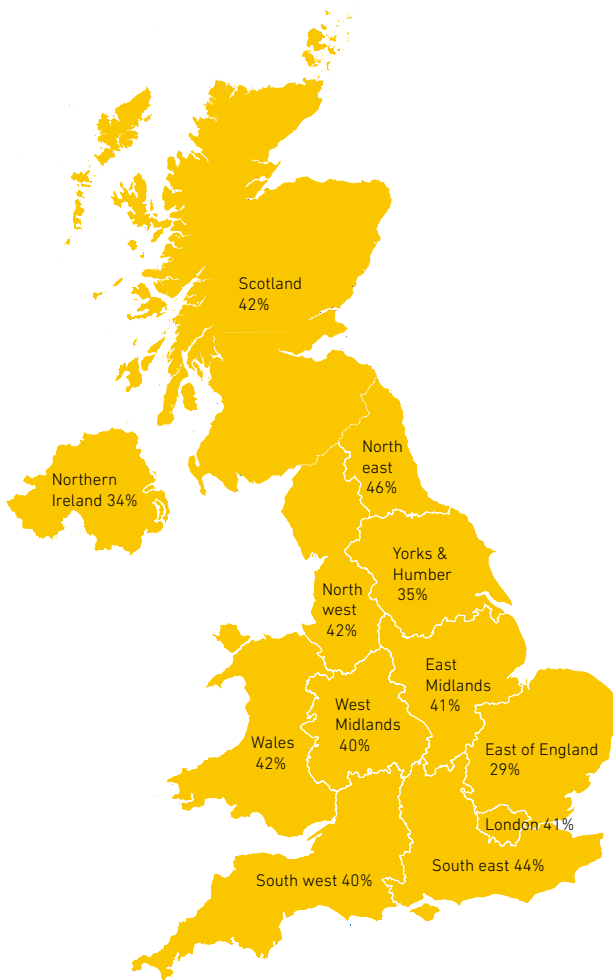 Scotland
42%
North
east
46%
Northern
Ireland 34%
Yorks &
Humber
35%
North
west
42%
East
Midlands
41%
West
Midlands
40%
Wales
42%
East of England
29%
London 41%
South east 44%
South west 40%